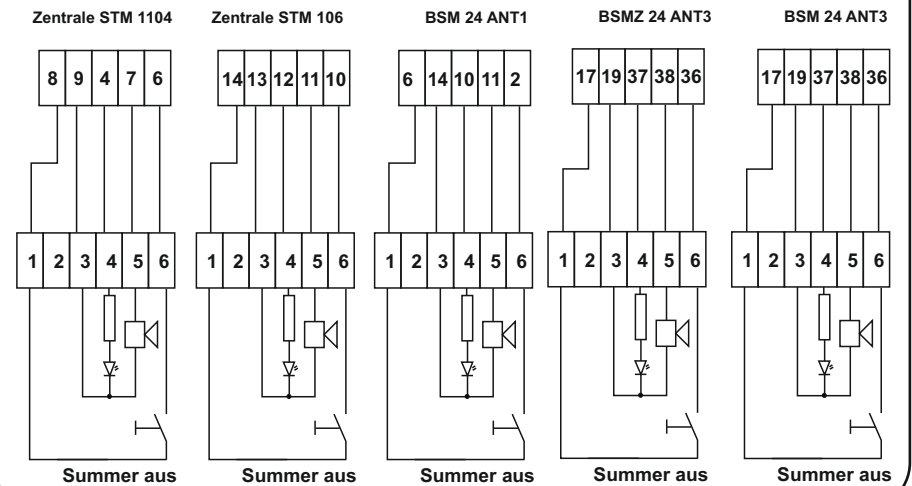 Zentrale STM 1104 Zentrale STM 106 BSM 24 ANT1 BSMZ 24 ANT3 BSM 24 ANT3
8 9 4 7 6 14 13 12 11 10 6 14 10 11 2 17 19 37 38 36 17 19 37 38 36
1 2 3 4 5 6 1 2 3 4 5 6 1 2 3 4 5 6 1 2 3 4 5 6 1 2 3 4 5 6
Summer aus Summer aus Summer aus Summer aus Summer aus